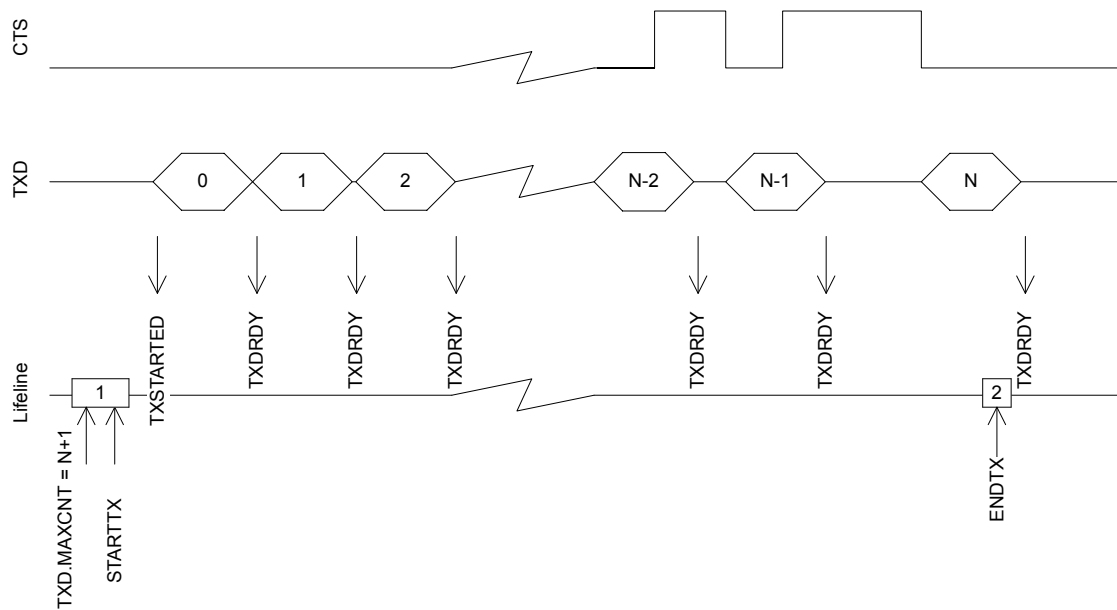 CTS
TXD
0
1
2
N-2
N-1
N
TXSTARTED
TXDRDY
TXDRDY
TXDRDY
TXDRDY
TXDRDY
TXDRDY
Lifeline
1
2
TXD.MAXCNT = N+1
STARTTX
ENDTX